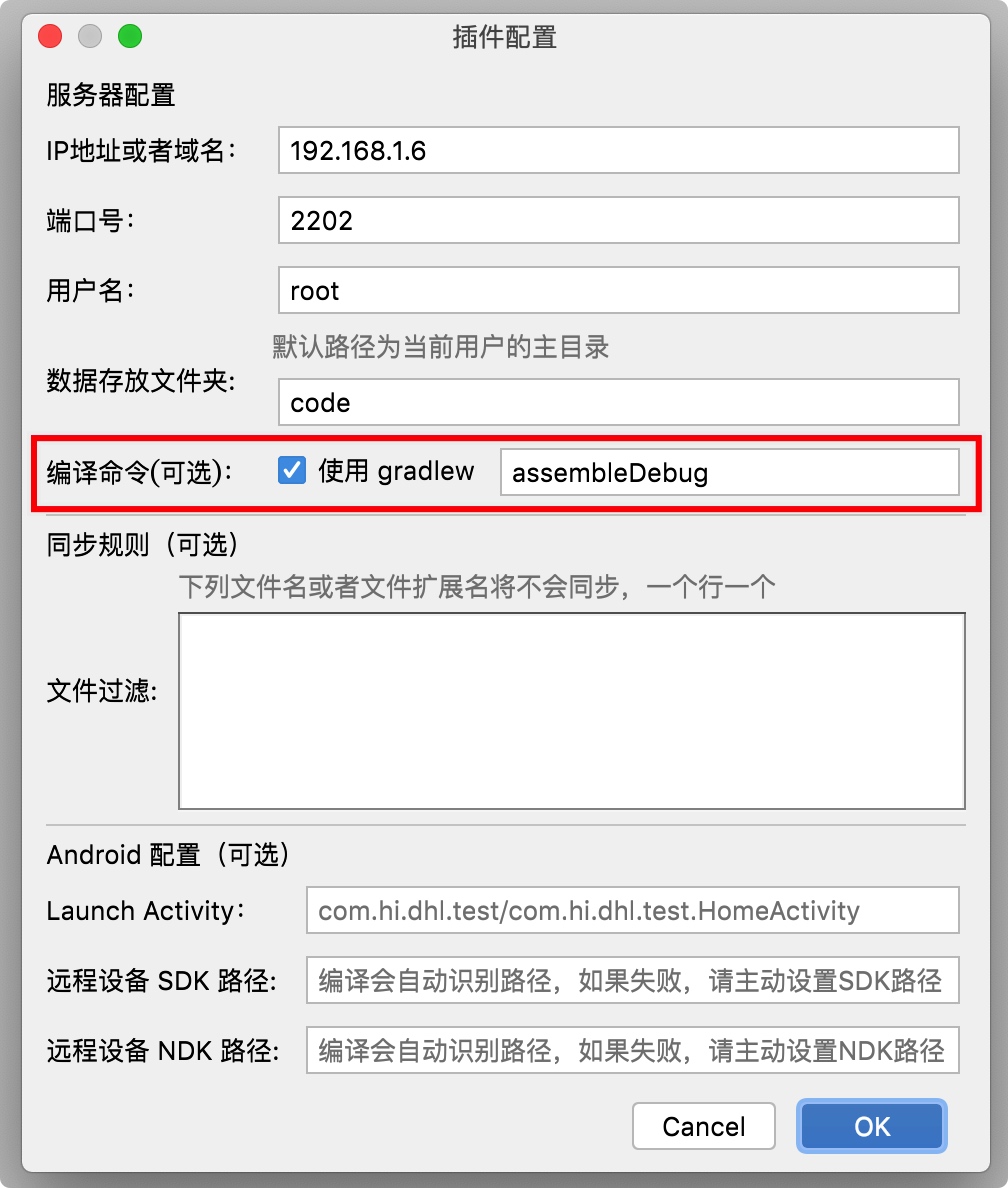 插件配置
服务器配置
IP地址或者域名：
192.168.1.6
端口号：
2202
用户名：
root
默认路径为当前用户的主目录
数据存放文件夹:
code
编译命令(可选)：
使用 gradlew
assembleDebug
同步规则（可选）
下列文件名或者文件扩展名将不会同步，一个行一个
文件过滤:
Android 配置（可选）
Launch Activity：
com.hi.dhl.test/com.hi.dhl.test.HomeActivity
远程设备 SDK 路径:
编译会自动识别路径，如果失败，请主动设置SDK路径
远程设备 NDK 路径:
编译会自动识别路径，如果失败，请主动设置NDK路径
Cancel
OK